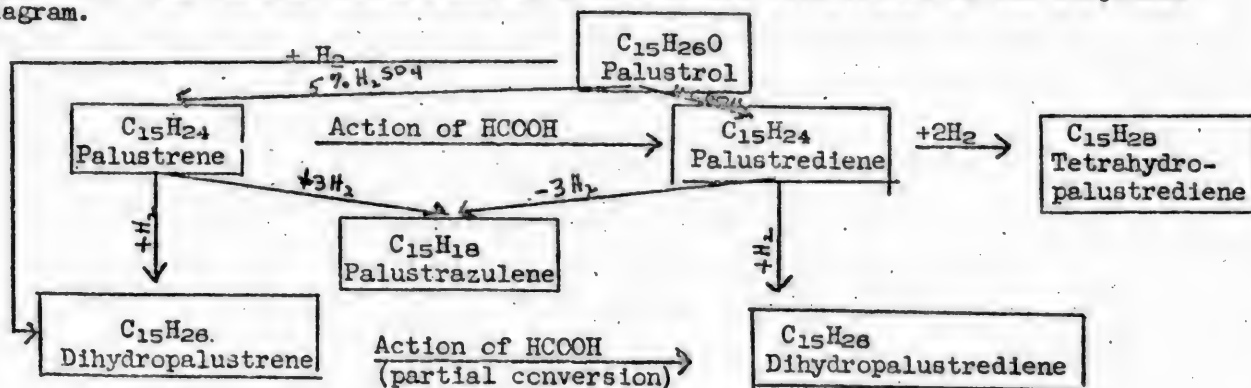 agram.
+ H2
C15H26O
Palustrol
5 % H2SO4
C15H24
Palustrene
Action of HCOOH
C15H24
Palustrediene
+2H2
C15H28
Tetrahydro-
palustrediene
+3H2
-3H2
+H2
C15H18
Palustrazulene
+H2
C15H26.
Dihydropalustrene
Action of HCOOH
(partial conversion)
C15H26
Dihydropalustrediene